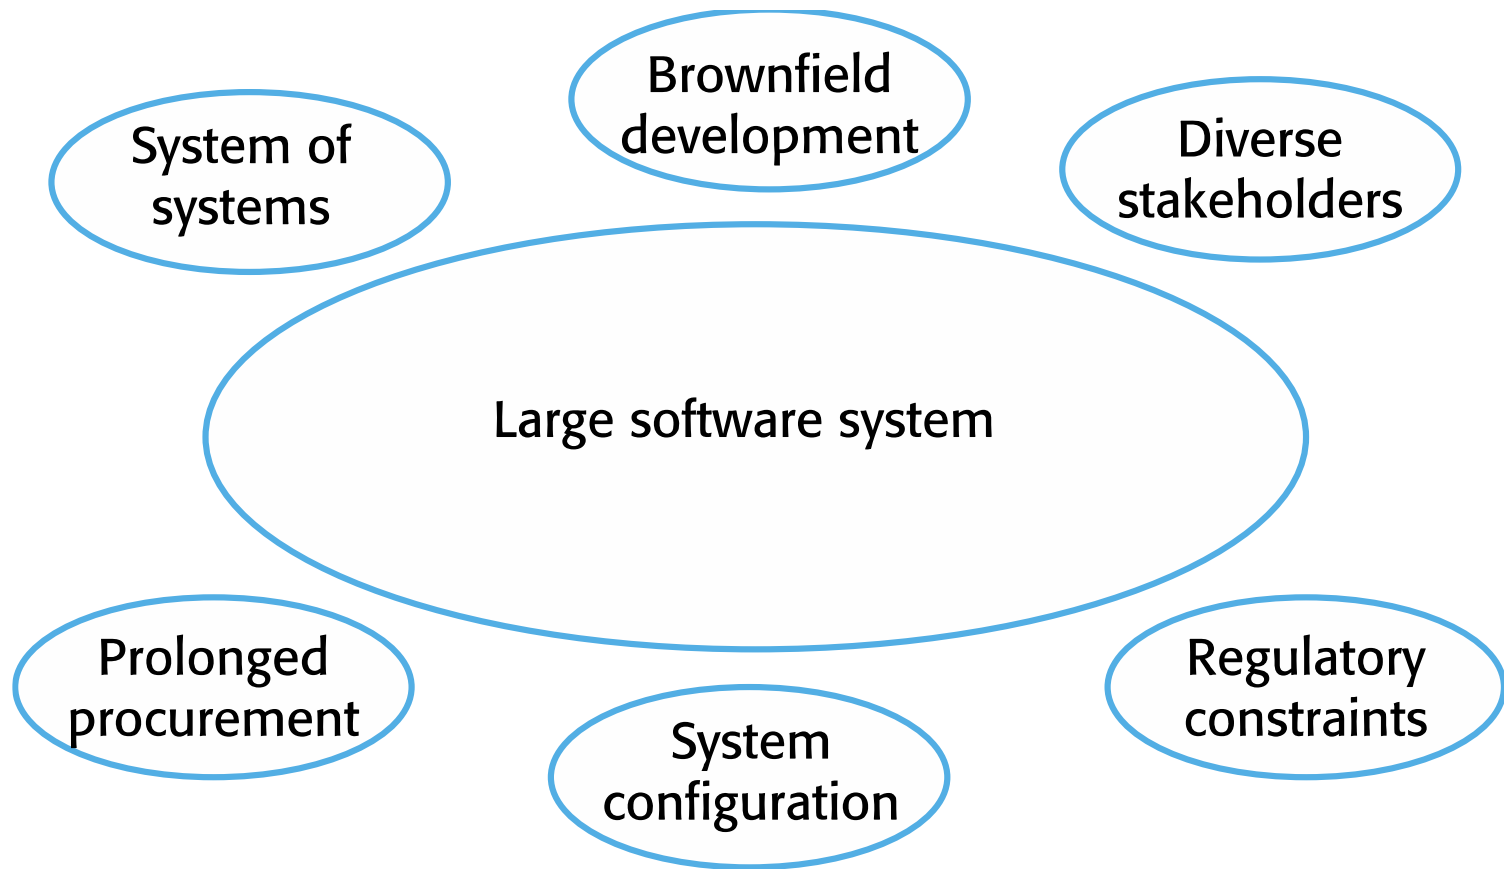 Brownfield
development
System of
systems
Diverse
stakeholders
Large software system
Prolonged
procurement
System
configuration
Regulatory
constraints